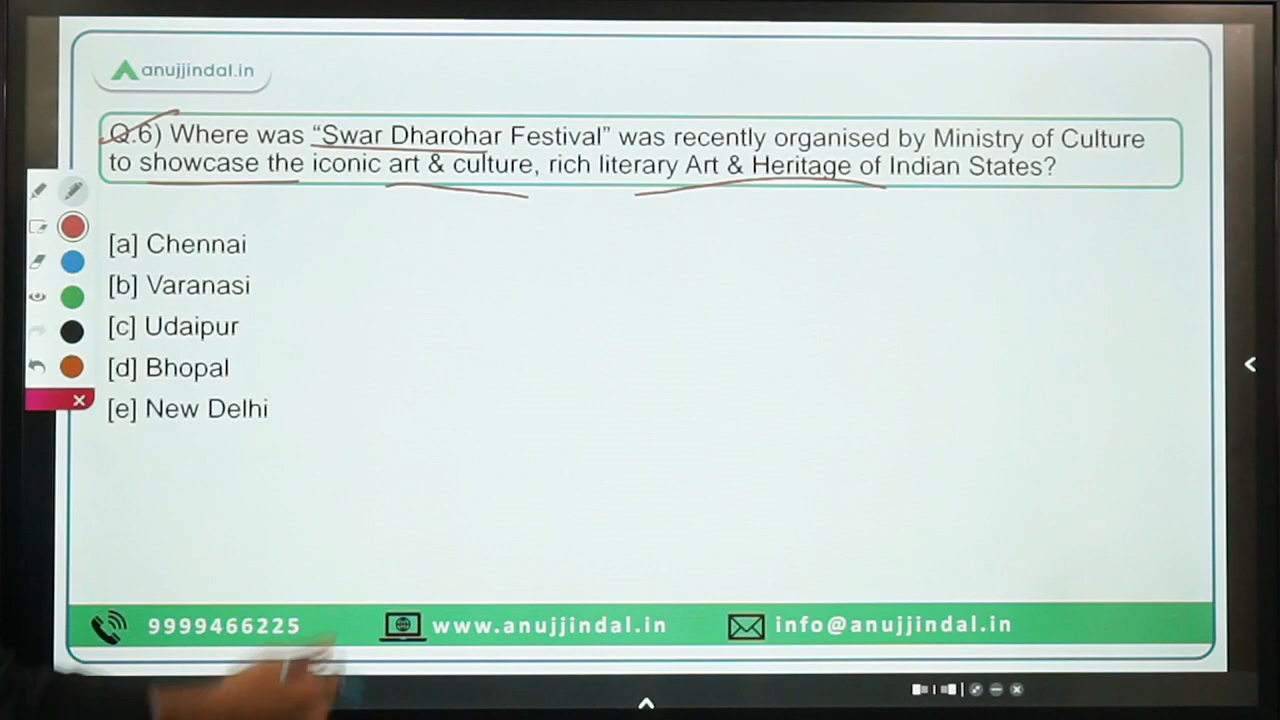 anujjindal.in
Q.6) Where was “Swar Dharohar Festival” was recently organised by Ministry of Culture
to showcase the iconic art & culture, rich literary Art & Heritage of Indian States?
[a] Chennai
[b] Varanasi
[c] Udaipur
[d] Bhopal
[e] New Delhi
9999466225 www.anujjindal.in info@anujjindal.in